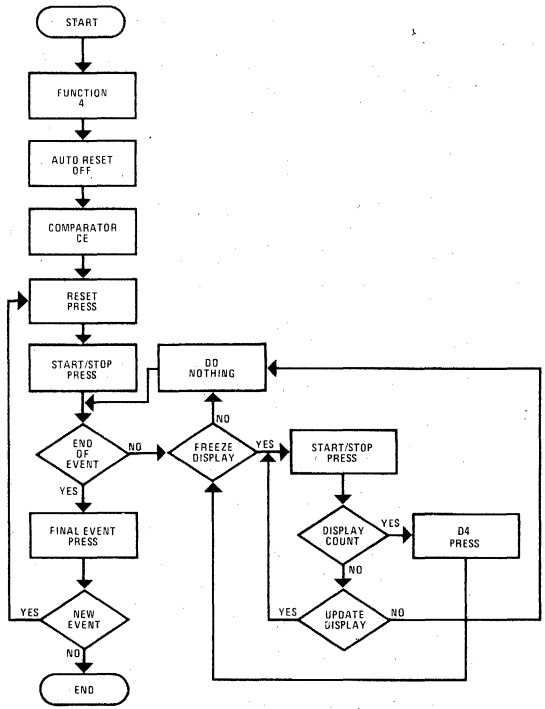 START
FUNCTION
4
AUTO RESET
OFF
COMPARATOR
CE
RESET
PRESS
START/STOP
PRESS
DO
NOTHING
END
OF
EVENT
NO
FREEZE
DISPLAY
NO
YES
START/STOP
PRESS
YES
FINAL EVENT
PRESS
DISPLAY
COUNT
YES
D4
PRESS
NO
YES
NEW
EVENT
YES
UPDATE
DISPLAY
NO
NO
END